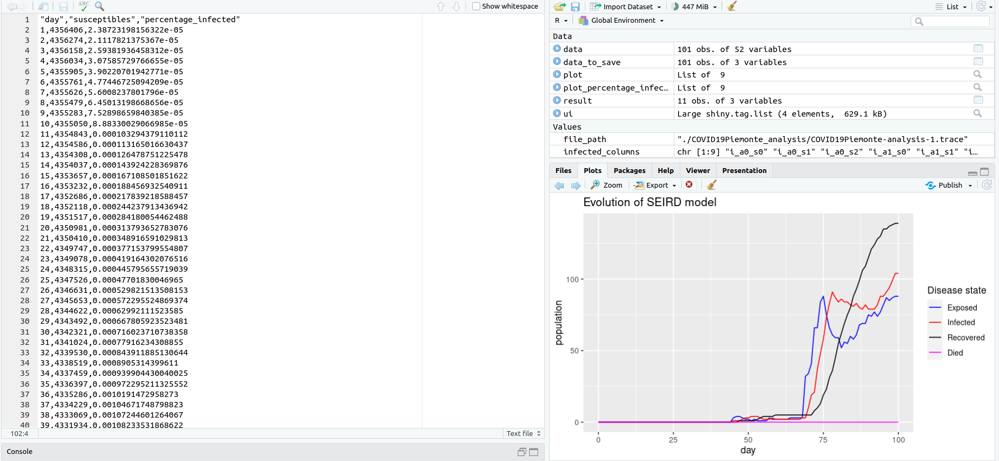 ABC
Show whitespace
1 "day","susceptibles","percentage_infected"
2 1,4356406,2.38723198156322e-05
3 2,4356274,2.1117821375367e-05
4 3,4356158,2.59381936458312e-05
5 4,4356034,3.07585729766655e-05
6 5,4355905,3.90220701942771e-05
7 6,4355761,4.77446725094209e-05
8 7,4355626,5.6008237801796e-05
9 8,4355479,6.45013198668656e-05
10 9,4355283,7.52898659840385e-05
11 10,4355050,8.88330029066985e-05
12 11,4354843,0.000103294379110112
13 12,4354586,0.000113165016630437
14 13,4354308,0.000126478751225478
15 14,4354037,0.000143924228369876
16 15,4353657,0.000167108501851622
17 16,4353232,0.000188456932540911
18 17,4352686,0.000217839218588457
19 18,4352118,0.000244237913436942
20 19,4351517,0.000284180054462488
21 20,4350981,0.000313793652783076
22 21,4350410,0.000348916591029813
23 22,4349747,0.000377153799554807
24 23,4349078,0.000419164302076516
25 24,4348315,0.000445795655719039
26 25,4347526,0.00047701830046965
27 26,4346631,0.000529821513508153
28 27,4345653,0.000572295524869374
29 28,4344622,0.00062992111523585
30 29,4343492,0.000667805923523481
31 30,4342321,0.000716023710738358
32 31,4341024,0.00077916234308855
33 32,4339530,0.000843911885130644
34 33,4338519,0.0008905314399611
35 34,4337459,0.000939904430040025
36 35,4336397,0.000972295211325552
37 36,4335286,0.00101914729582​73
38 37,4334229,0.00104671748798823
39 38,4333069,0.00107244601264067
40 39,4331934,0.00108233531868622
102:4
Text file
Console
Import Dataset
447 MiB
List
R
Global Environment
Data
data 101 obs. of 52 variables
data_to_save 101 obs. of 3 variables
plot List of 9
plot_percentage_infec… List of 9
result 11 obs. of 3 variables
ui Large shiny.tag.list (4 elements, 629.1 kB)
Values
file_path "./COVID19Piemonte_analysis/COVID19Piemonte-analysis-1.trace"
infected_columns chr [1:9] "i_a0_s0" "i_a0_s1" "i_a0_s2" "i_a1_s0" "i_a1_s1" "i…
Files Plots Packages Help Viewer Presentation
Zoom Export Publish
Evolution of SEIRD model
100
50
0
population
0 25 50 75 100
day
Disease state
Exposed
Infected
Recovered
Died